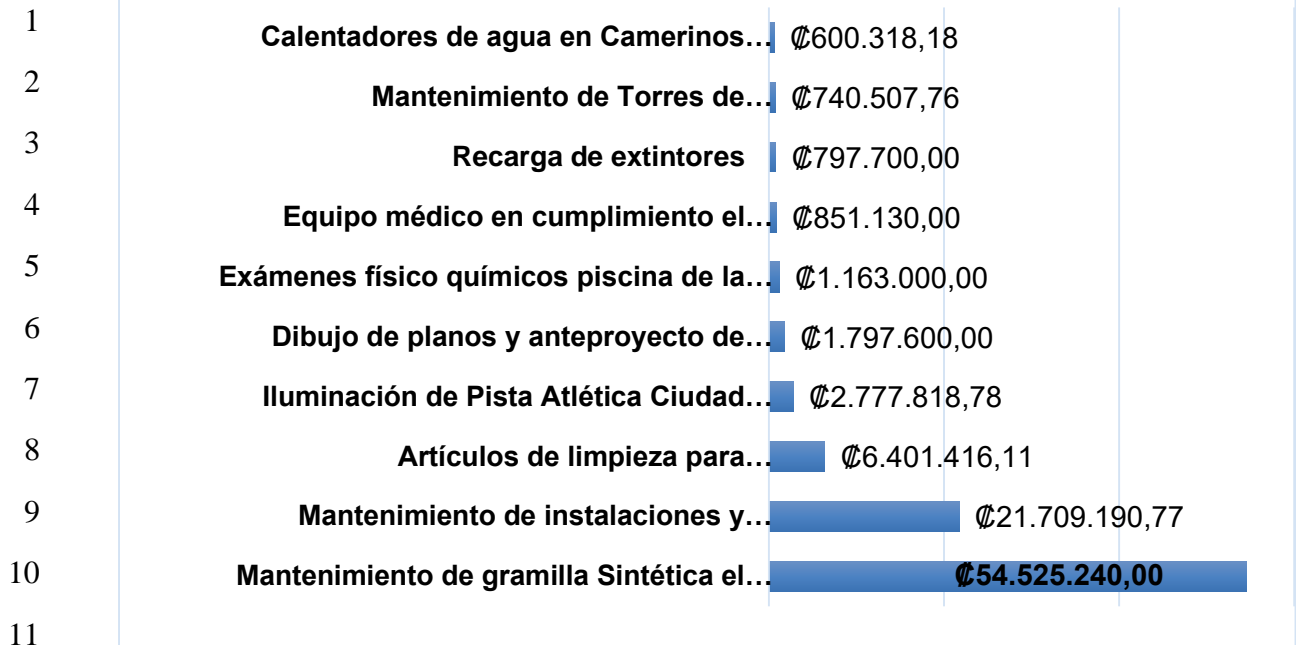 1
Calentadores de agua en Camerinos… ₡600.318,18
2
Mantenimiento de Torres de… ₡740.507,76
3
Recarga de extintores ₡797.700,00
4
Equipo médico en cumplimiento el… ₡851.130,00
5
Exámenes físico químicos piscina de la… ₡1.163.000,00
6
Dibujo de planos y anteproyecto de… ₡1.797.600,00
7
Iluminación de Pista Atlética Ciudad… ₡2.777.818,78
8
Artículos de limpieza para… ₡6.401.416,11
9
Mantenimiento de instalaciones y… ₡21.709.190,77
10
Mantenimiento de gramilla Sintética el… ₡54.525.240,00
11